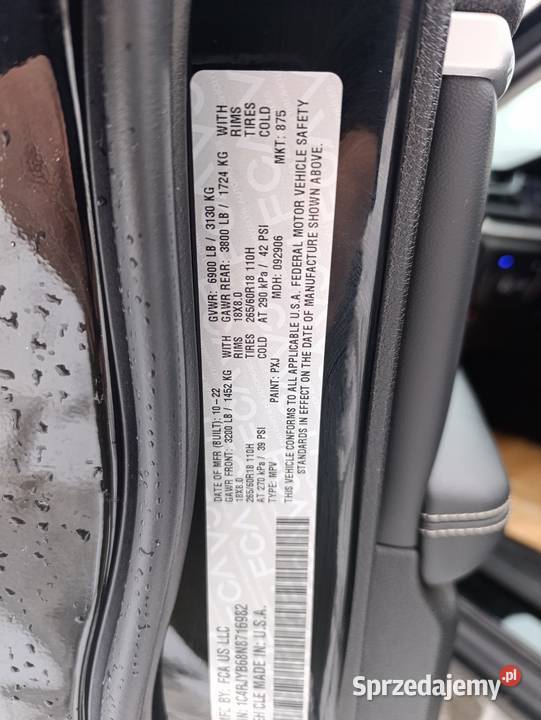 MFD. BY: FCA US LLC
DATE OF MFR (BUILT): 10-22
GVWR: 6900 LB / 3130 KG
GAWR FRONT: 3200 LB / 1452 KG WITH
GAWR REAR: 3800 LB / 1724 KG WITH
18X8.0 RIMS
18X8.0 RIMS
265/60R18 110H TIRES
265/60R18 110H TIRES
AT 270 kPa / 39 PSI COLD
AT 290 kPa / 42 PSI COLD
TYPE: MPV
PAINT: PXJ
MDH: 092906
MKT: 875
THIS VEHICLE CONFORMS TO ALL APPLICABLE U.S.A. FEDERAL MOTOR VEHICLE SAFETY
STANDARDS IN EFFECT ON THE DATE OF MANUFACTURE SHOWN ABOVE.
1C4RJYB68N8716982
VEHICLE MADE IN U.S.A.
FCA
Sprzedajemy
.pl